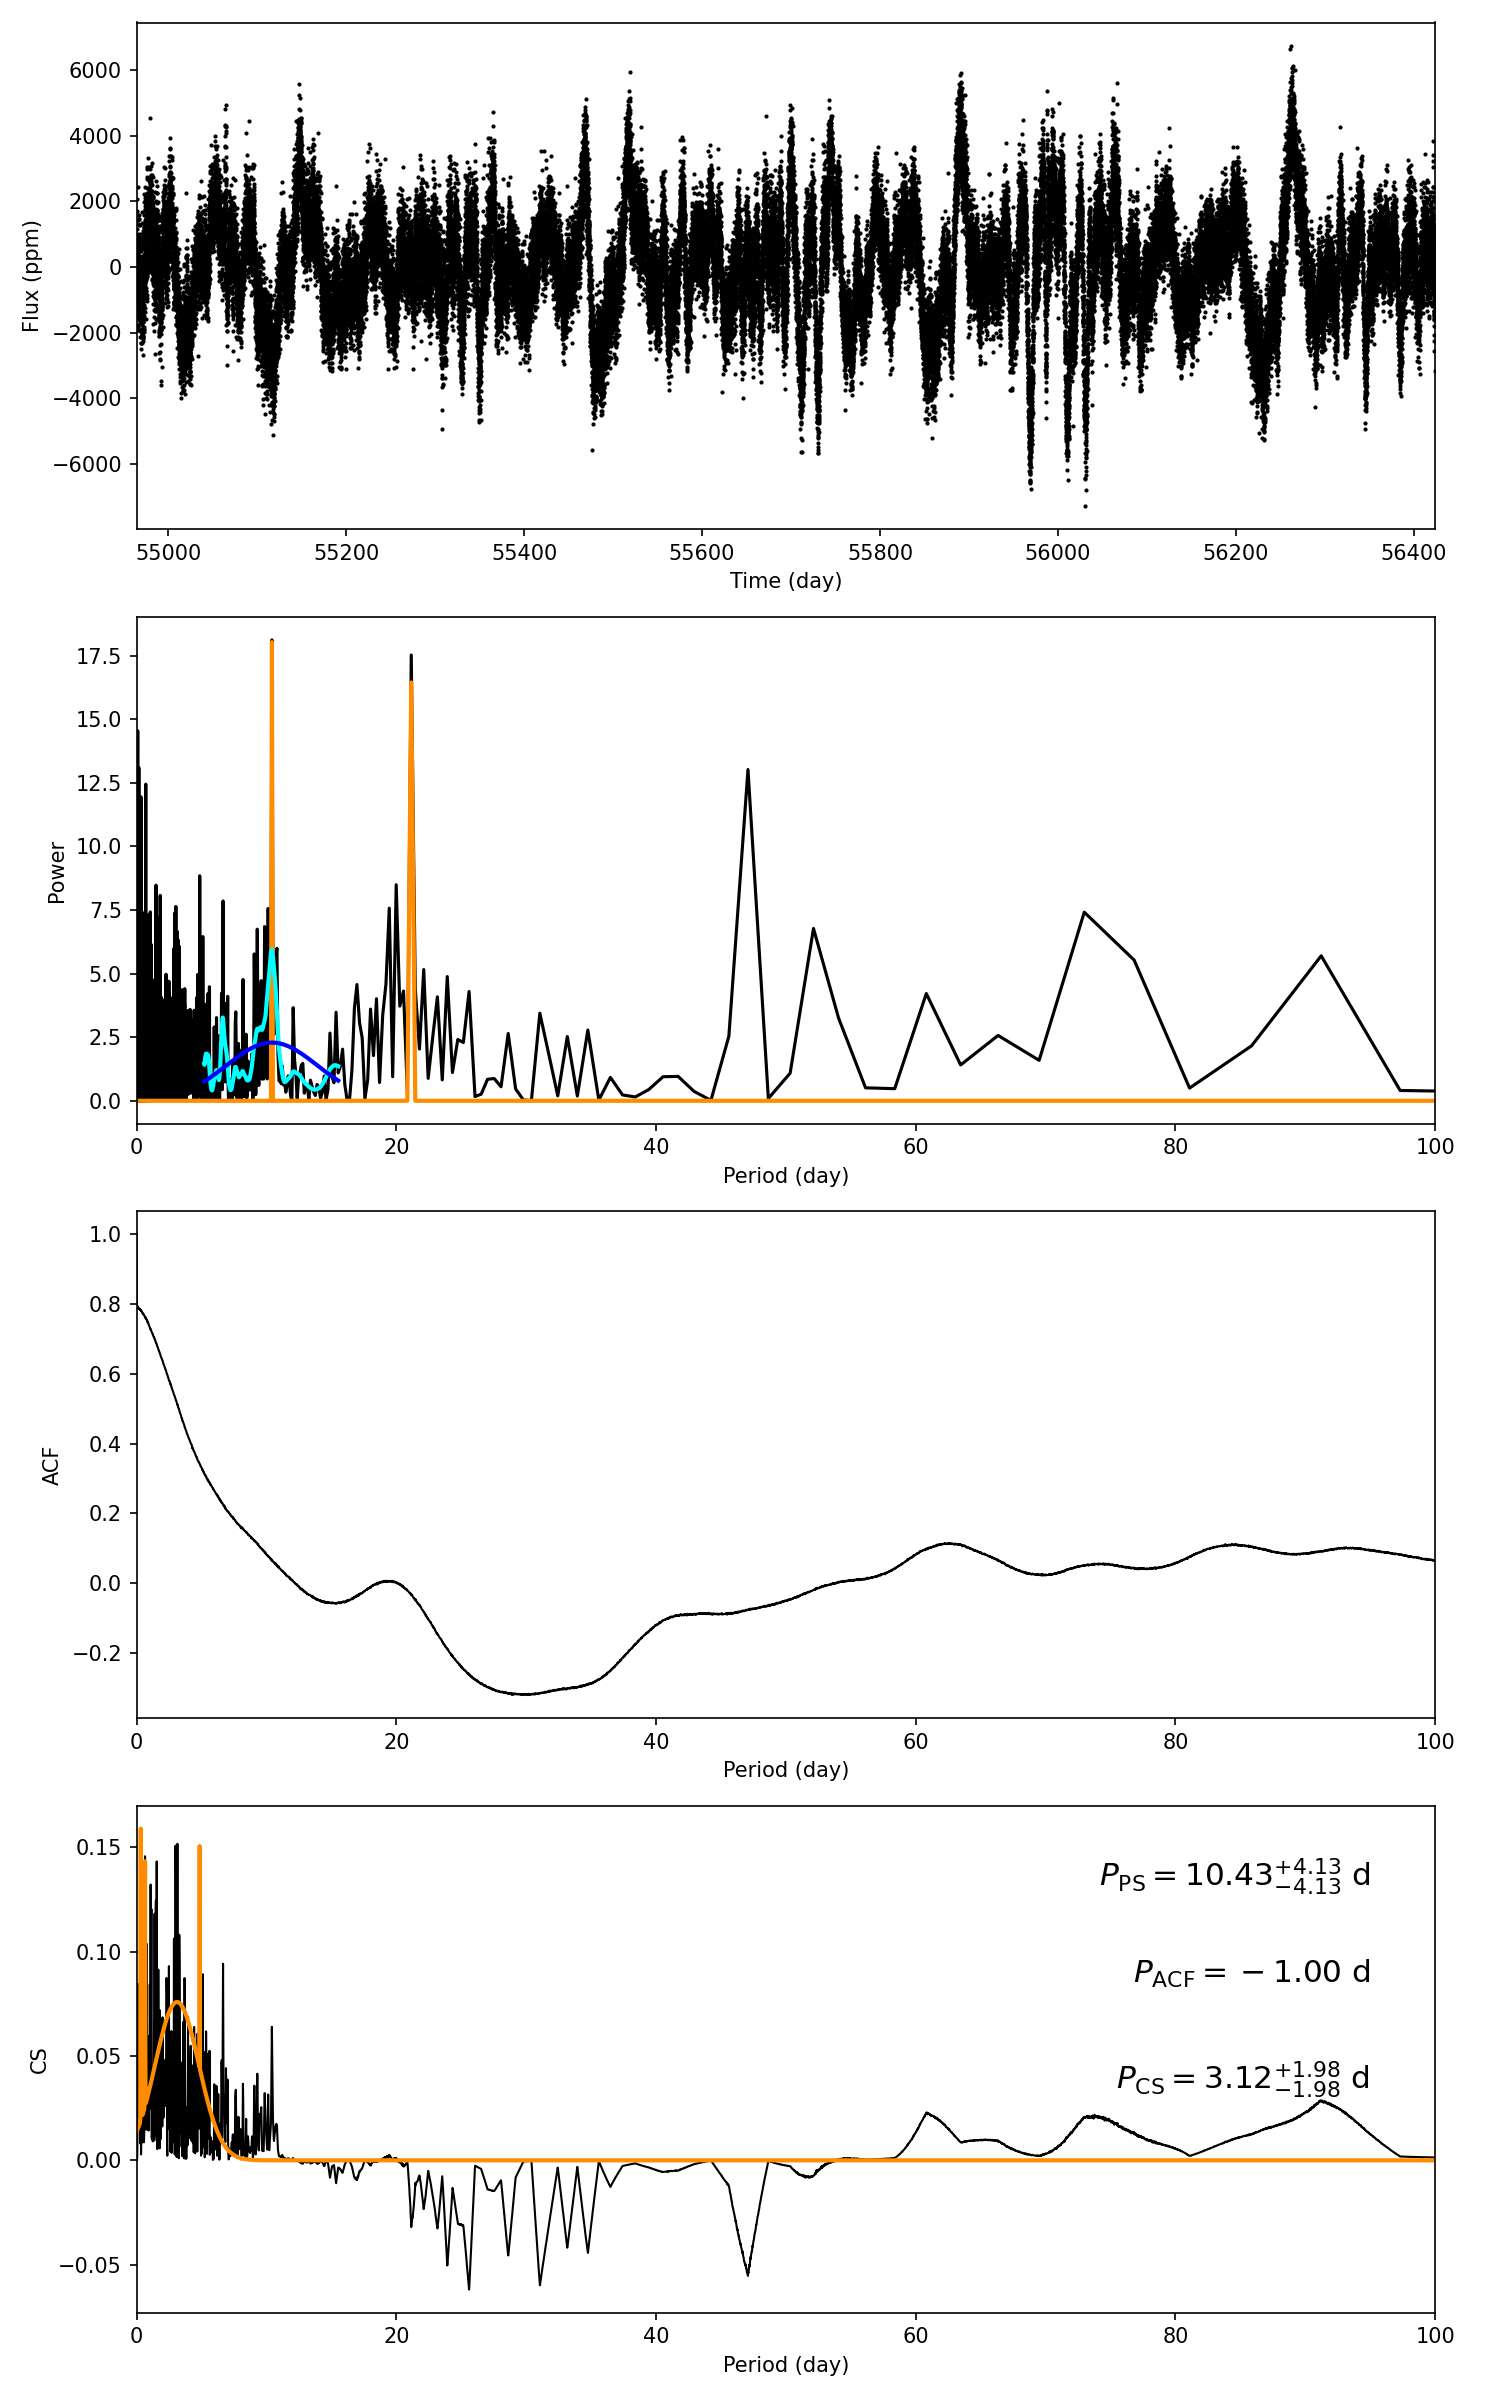 6000
4000
2000
0
−2000
−4000
−6000
Flux (ppm)
55000 55200 55400 55600 55800 56000 56200 56400
Time (day)
17.5
15.0
12.5
10.0
7.5
5.0
2.5
0.0
Power
0 20 40 60 80 100
Period (day)
1.0
0.8
0.6
0.4
0.2
0.0
−0.2
ACF
0 20 40 60 80 100
Period (day)
0.15
0.10
0.05
0.00
−0.05
CS
P_PS = 10.43 +4.13 −4.13 d
P_ACF = − 1.00 d
P_CS = 3.12 +1.98 −1.98 d
0 20 40 60 80 100
Period (day)